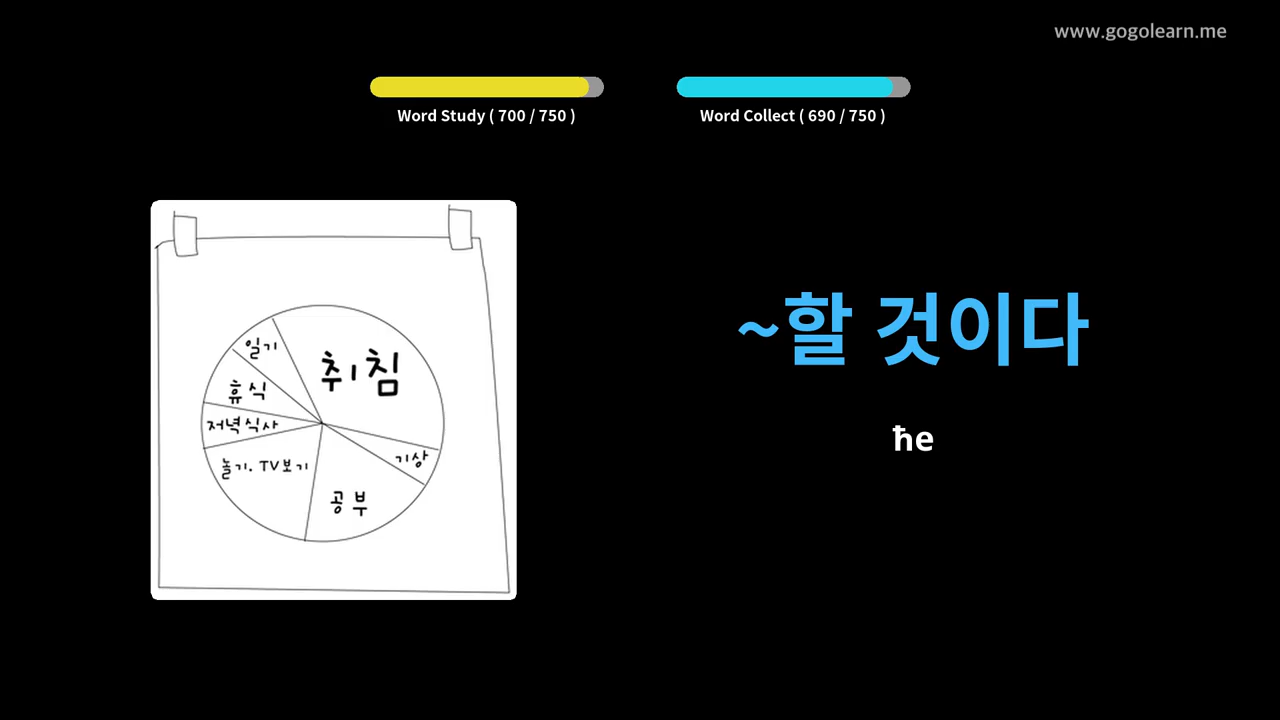 www.gogolearn.me
Word Study ( 700 / 750 )
Word Collect ( 690 / 750 )
일기
취침
휴식
저녁식사
놀기. TV보기
기상
공부
~할 것이다
ħe